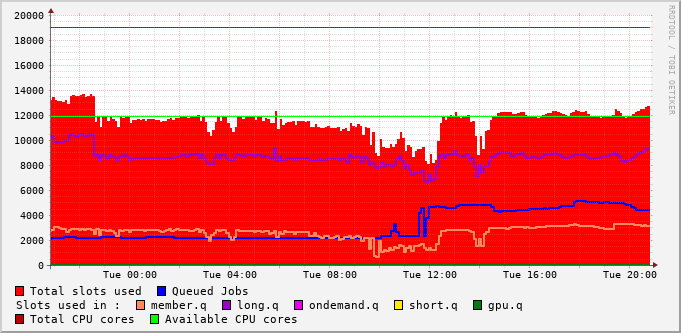 20000
18000
16000
14000
12000
10000
8000
6000
4000
2000
0
Tue 00:00 Tue 04:00 Tue 08:00 Tue 12:00 Tue 16:00 Tue 20:00
Total slots used Queued Jobs
Slots used in : member.q long.q ondemand.q short.q gpu.q
Total CPU cores Available CPU cores
RRDTOOL / TOBI OETIKER